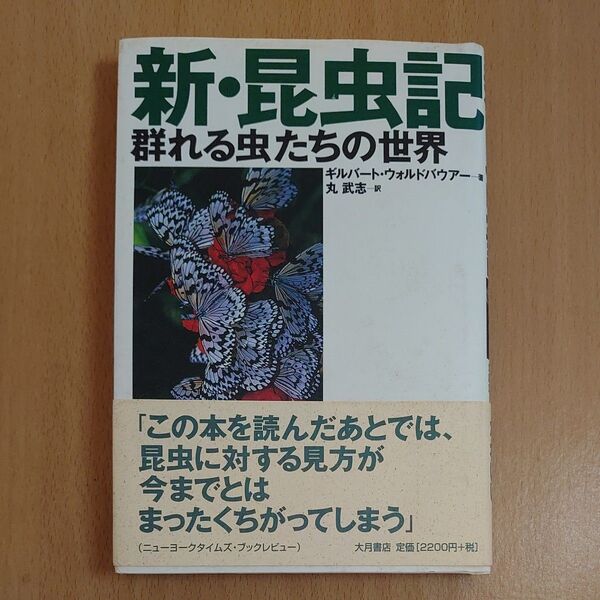 新・昆虫記
群れる虫たちの世界
ギルバート・ウォルドバウアー—著
丸 武志—訳
「この本を読んだあとでは、
昆虫に対する見方が
今までとは
まったくちがってしまう」
(ニューヨークタイムズ・ブックレビュー) 大月書店 定価[2200円+税]